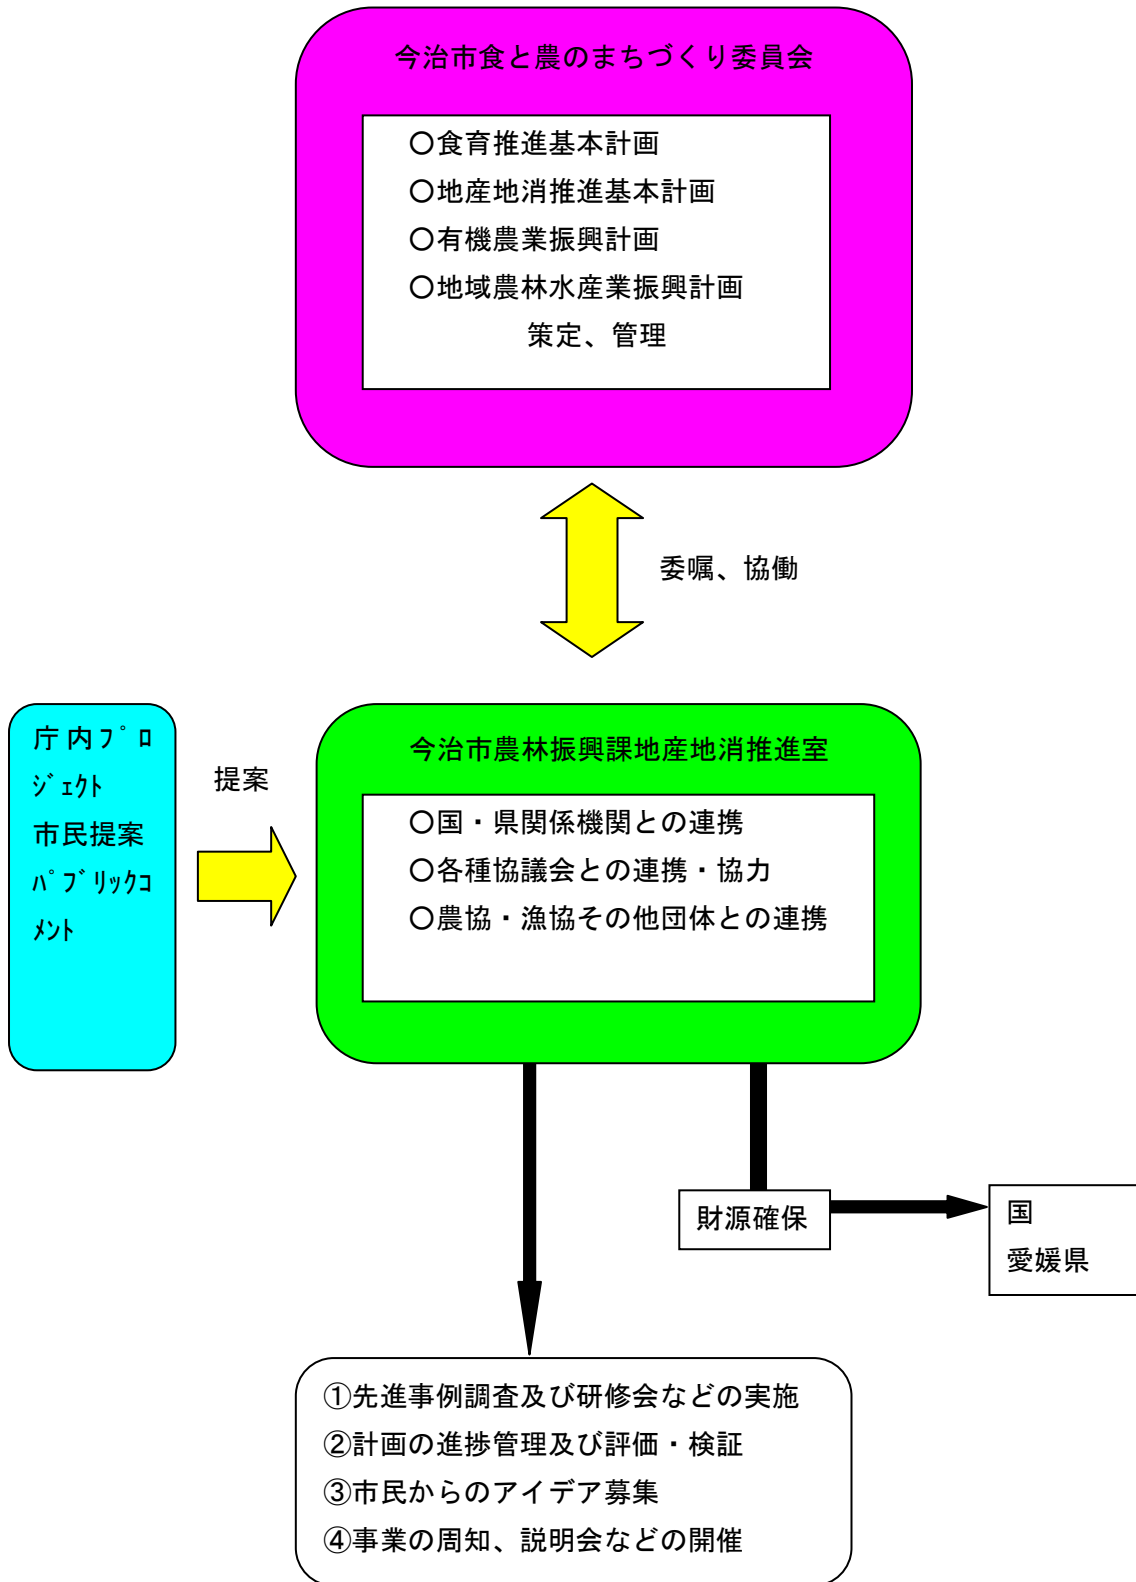 今治市食と農のまちづくり委員会
〇食育推進基本計画
〇地産地消推進基本計画
〇有機農業振興計画
〇地域農林水産業振興計画
策定、管理
委嘱、協働
庁内ﾌﾟﾛ
ｼﾞｪｸﾄ
市民提案
ﾊﾟﾌﾞﾘｯｸｺ
ﾒﾝﾄ
提案
今治市農林振興課地産地消推進室
〇国・県関係機関との連携
〇各種協議会との連携・協力
〇農協・漁協その他団体との連携
財源確保
国
愛媛県
①先進事例調査及び研修会などの実施
②計画の進捗管理及び評価・検証
③市民からのアイデア募集
④事業の周知、説明会などの開催